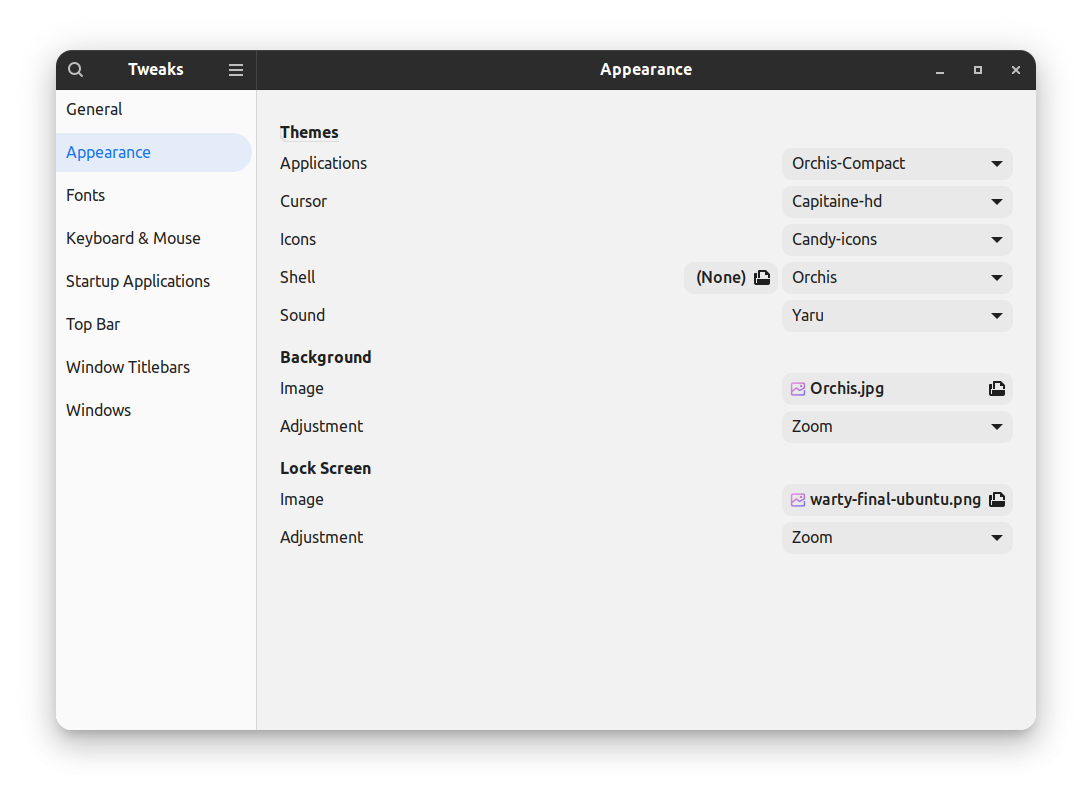 Tweaks
Appearance
General
Appearance
Fonts
Keyboard & Mouse
Startup Applications
Top Bar
Window Titlebars
Windows
Themes
Applications Orchis-Compact
Cursor Capitaine-hd
Icons Candy-icons
Shell (None) Orchis
Sound Yaru
Background
Image Orchis.jpg
Adjustment Zoom
Lock Screen
Image warty-final-ubuntu.png
Adjustment Zoom